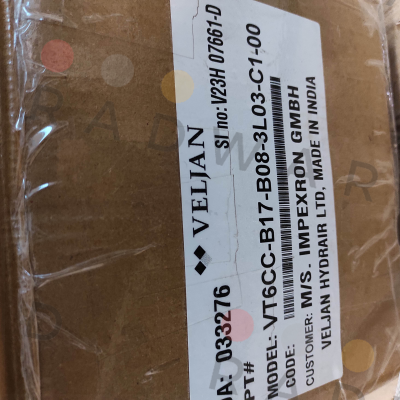 VELJAN
Sl no: V23H 07661-D
OA: 033276
PT#
MODEL: VT6CC-B17-B08-3L03-C1-00
CODE:
CUSTOMER: M/S. IMPEXRON GMBH
VELJAN HYDRAIR LTD, MADE IN INDIA